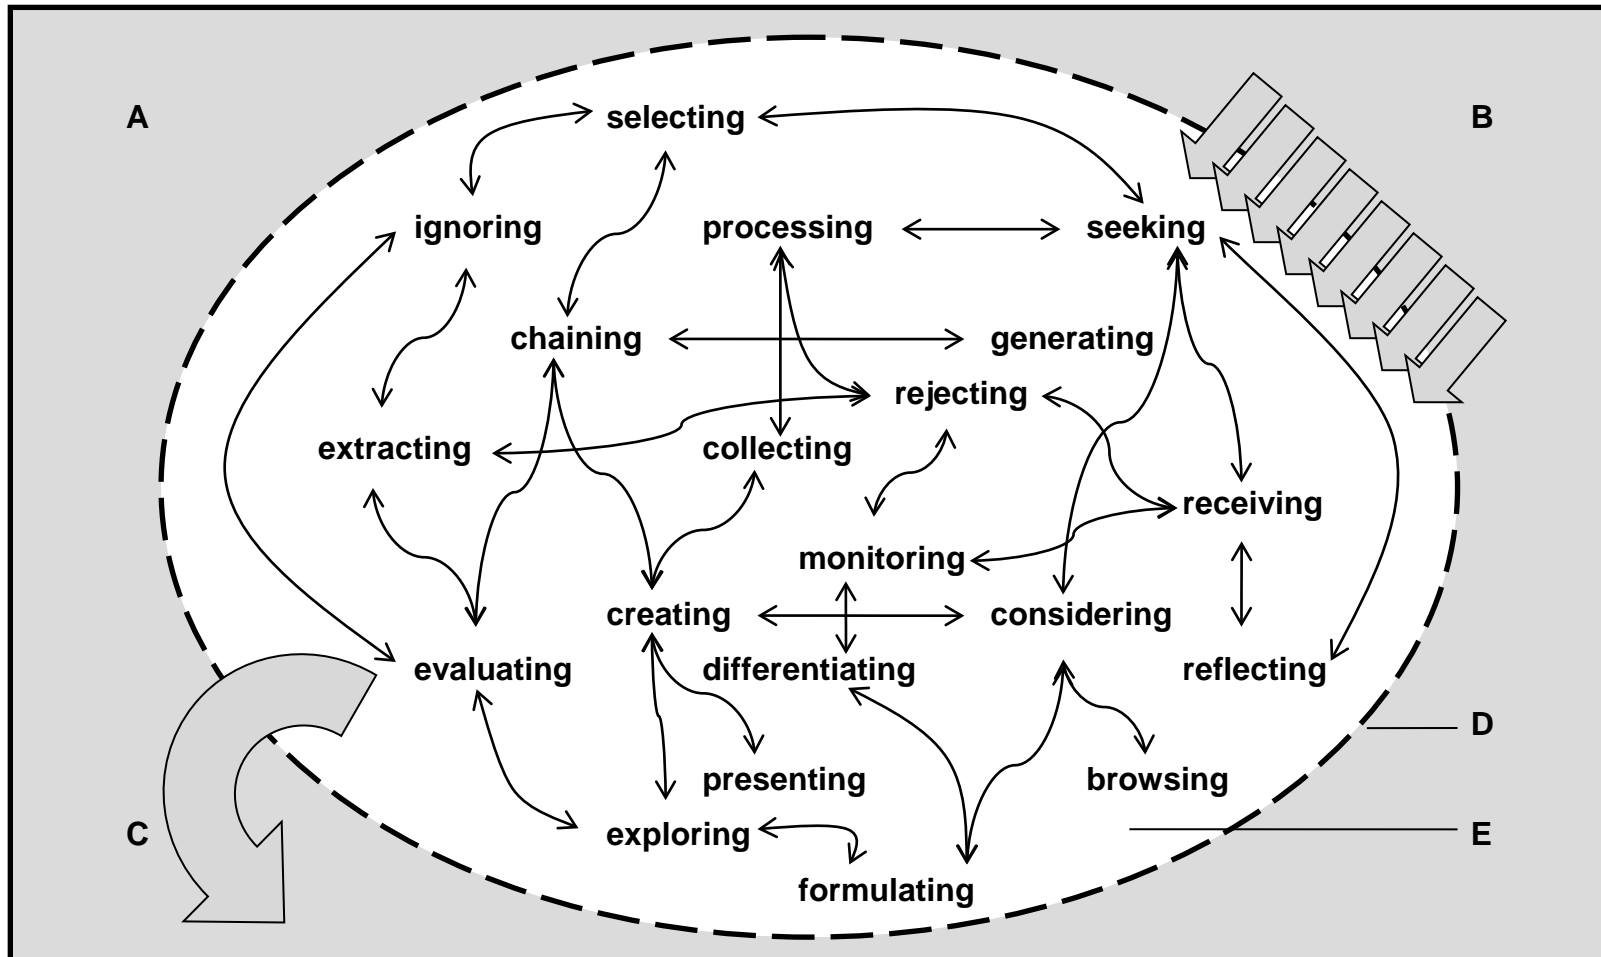 A
selecting
B
ignoring
processing
seeking
chaining
generating
rejecting
extracting
collecting
receiving
monitoring
creating
considering
evaluating
differentiating
reflecting
D
presenting
browsing
C
exploring
E
formulating